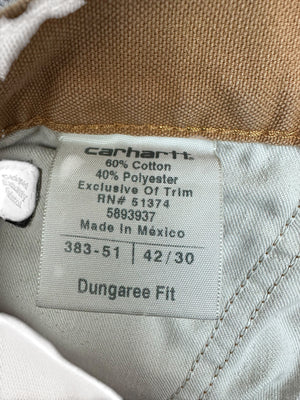 carhartt
60% Cotton
40% Polyester
Exclusive Of Trim
RN# 51374
5893937
Made In México
383-51 42/30
Dungaree Fit